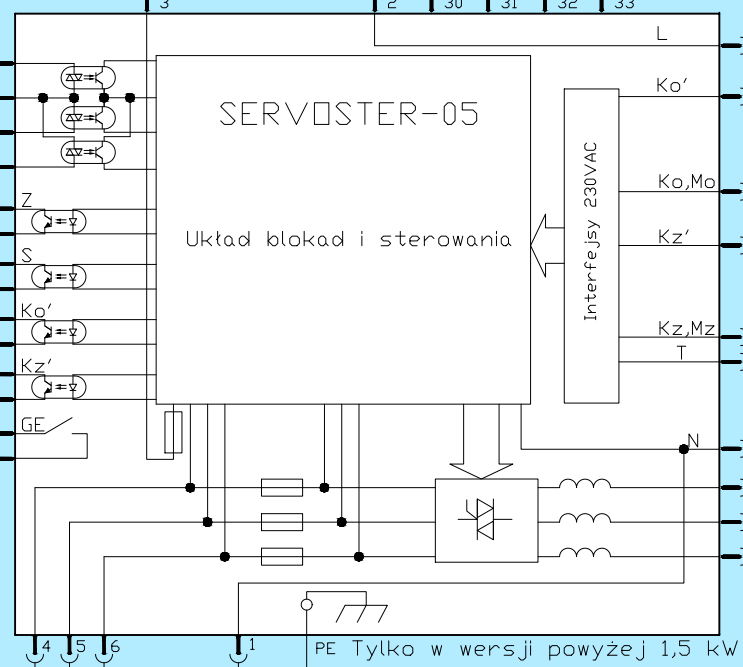 3 2 30 31 32 33
L
Ko′
SERVOSTER-05
Interfejsy 230VAC
Ko,Mo
Z
Układ blokad i sterowania
Kz′
S
Ko′
Kz,Mz
T
Kz′
GE
N
4 5 6 1 PE Tylko w wersji powyżej 1,5 kW